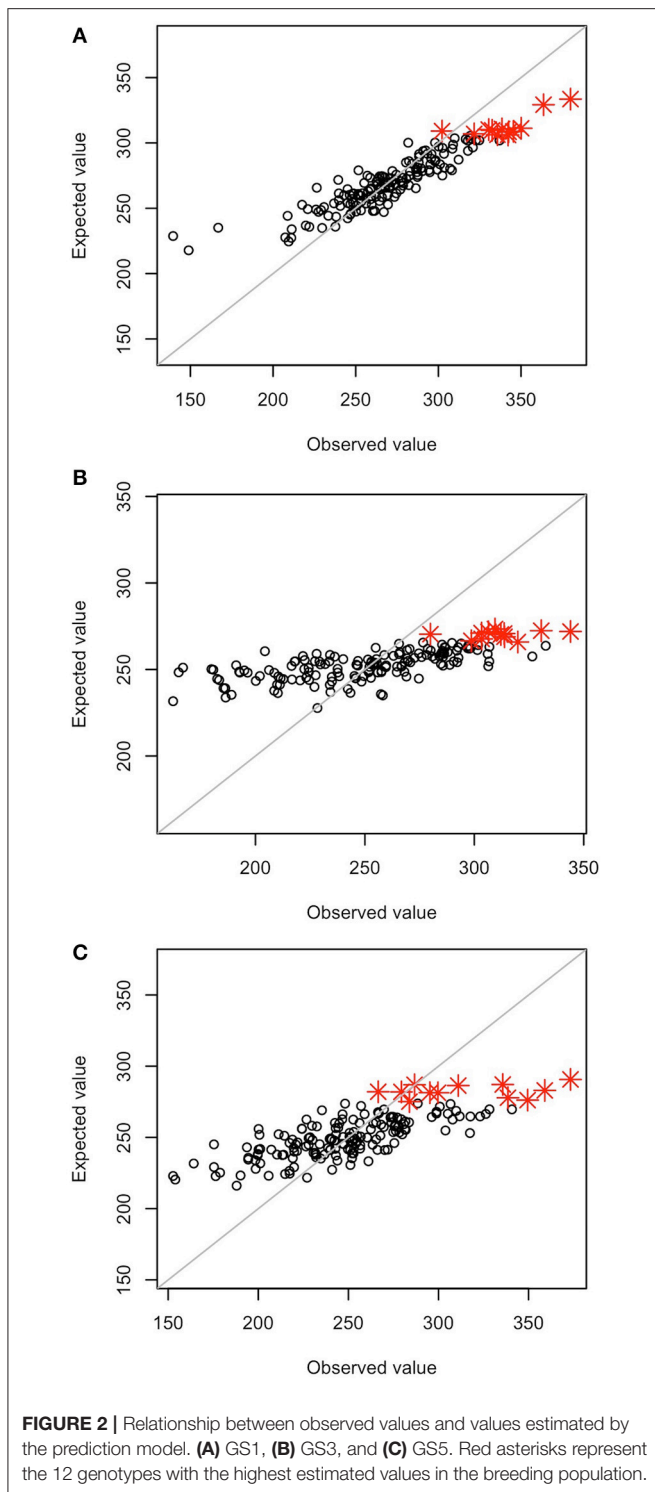 A
350
300
250
200
150
Expected value
150 200 250 300 350
Observed value
B
350
300
250
200
Expected value
200 250 300 350
Observed value
C
350
300
250
200
150
Expected value
150 200 250 300 350
Observed value
FIGURE 2 | Relationship between observed values and values estimated by
the prediction model. (A) GS1, (B) GS3, and (C) GS5. Red asterisks represent
the 12 genotypes with the highest estimated values in the breeding population.